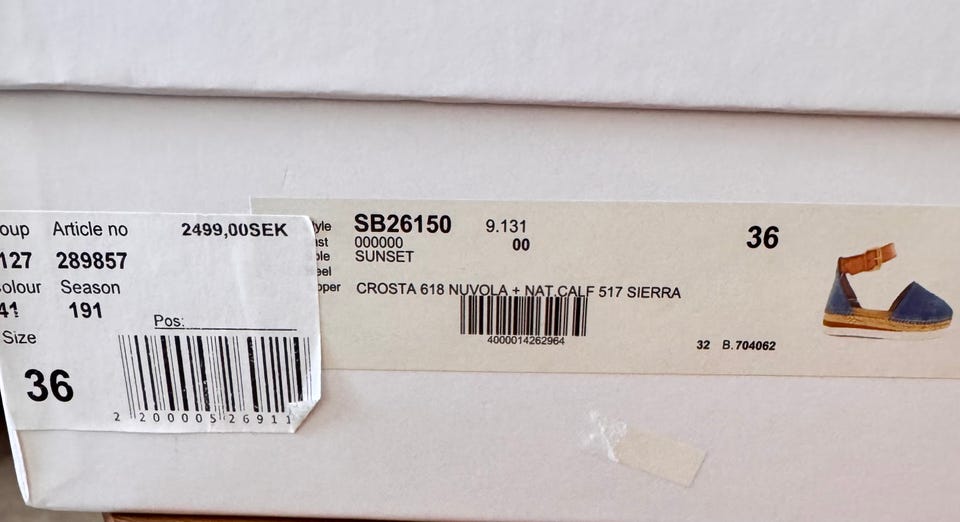 oup Article no 2499,00SEK
127 289857
olour Season
41 191
Pos:
Size
36
2 200005 26911
yle SB26150 9.131 36
st 000000 00
ole SUNSET
eel
pper CROSTA 618 NUVOLA + NAT CALF 517 SIERRA
4000014262964
32 B.704062